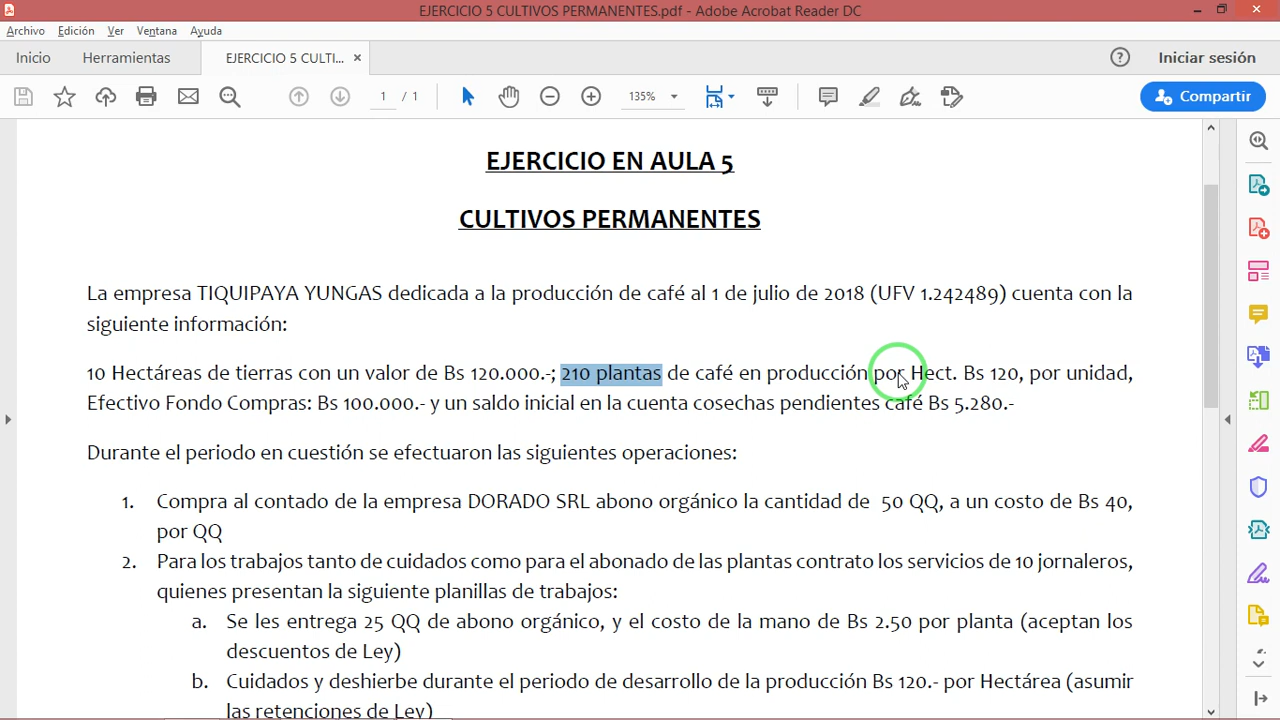 EJERCICIO 5 CULTIVOS PERMANENTES.pdf - Adobe Acrobat Reader DC
Archivo Edición Ver Ventana Ayuda
Inicio Herramientas EJERCICIO 5 CULTI... × Iniciar sesión
1 / 1 135% Compartir
EJERCICIO EN AULA 5
CULTIVOS PERMANENTES
La empresa TIQUIPAYA YUNGAS dedicada a la producción de café al 1 de julio de 2018 (UFV 1.242489) cuenta con la
siguiente información:
10 Hectáreas de tierras con un valor de Bs 120.000.-; 210 plantas de café en producción por Hect. Bs 120, por unidad,
Efectivo Fondo Compras: Bs 100.000.- y un saldo inicial en la cuenta cosechas pendientes café Bs 5.280.-
Durante el periodo en cuestión se efectuaron las siguientes operaciones:
1. Compra al contado de la empresa DORADO SRL abono orgánico la cantidad de 50 QQ, a un costo de Bs 40,
por QQ
2. Para los trabajos tanto de cuidados como para el abonado de las plantas contrato los servicios de 10 jornaleros,
quienes presentan la siguiente planillas de trabajos:
a. Se les entrega 25 QQ de abono orgánico, y el costo de la mano de Bs 2.50 por planta (aceptan los
descuentos de Ley)
b. Cuidados y deshierbe durante el periodo de desarrollo de la producción Bs 120.- por Hectárea (asumir
las retenciones de Ley)